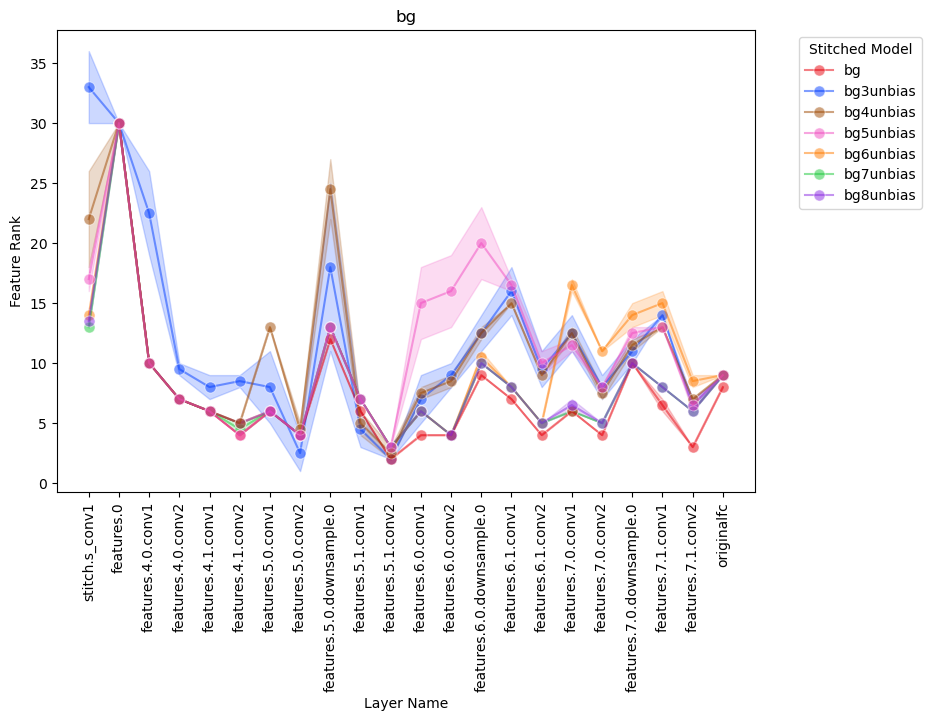 bg
Feature Rank
35
30
25
20
15
10
5
0
stitch.s_conv1
features.0
features.4.0.conv1
features.4.0.conv2
features.4.1.conv1
features.4.1.conv2
features.5.0.conv1
features.5.0.conv2
features.5.0.downsample.0
features.5.1.conv1
features.5.1.conv2
features.6.0.conv1
features.6.0.conv2
features.6.0.downsample.0
features.6.1.conv1
features.6.1.conv2
features.7.0.conv1
features.7.0.conv2
features.7.0.downsample.0
features.7.1.conv1
features.7.1.conv2
originalfc
Layer Name
Stitched Model
bg
bg3unbias
bg4unbias
bg5unbias
bg6unbias
bg7unbias
bg8unbias